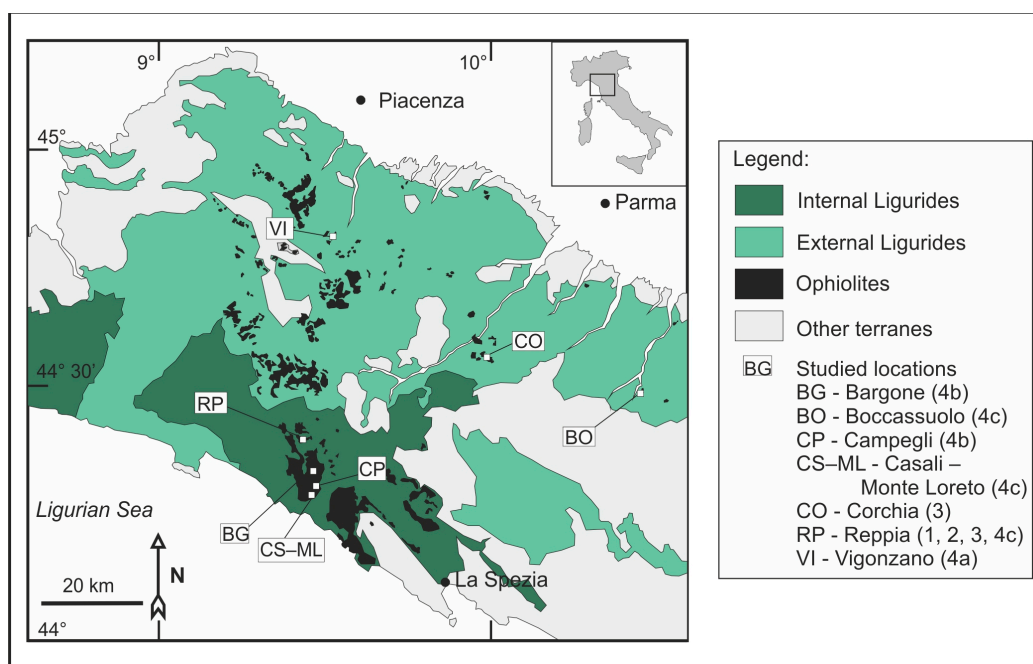 9°
10°
Piacenza
45°
Parma
VI
CO
44° 30'
RP
BO
CP
Ligurian Sea
BG
CS–ML
La Spezia
20 km
N
44°
Legend:
Internal Ligurides
External Ligurides
Ophiolites
Other terranes
BG Studied locations
BG - Bargone (4b)
BO - Boccassuolo (4c)
CP - Campegli (4b)
CS–ML - Casali –
Monte Loreto (4c)
CO - Corchia (3)
RP - Reppia (1, 2, 3, 4c)
VI - Vigonzano (4a)